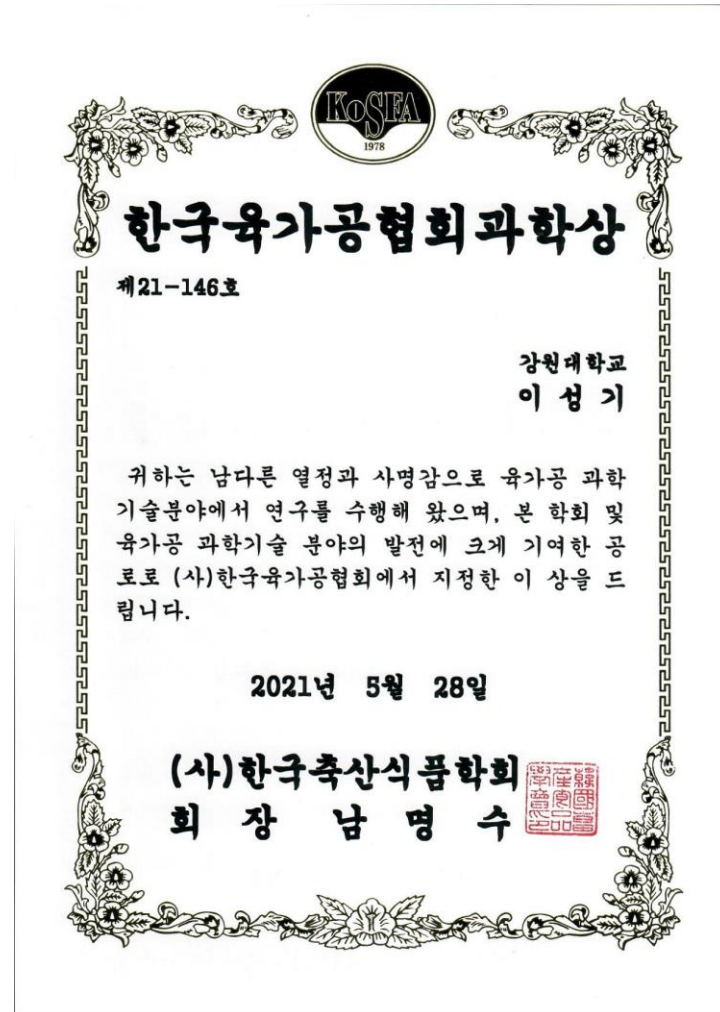 KoSFA
1978
한국육가공협회과학상
제21-146호
강원대학교
이 성 기
귀하는 남다른 열정과 사명감으로 육가공 과학
기술분야에서 연구를 수행해 왔으며, 본 학회 및
육가공 과학기술 분야의 발전에 크게 기여한 공
로로 (사)한국육가공협회에서 지정한 이 상을 드
립니다.
2021년 5월 28일
(사)한국축산식품학회
회 장 남 명 수